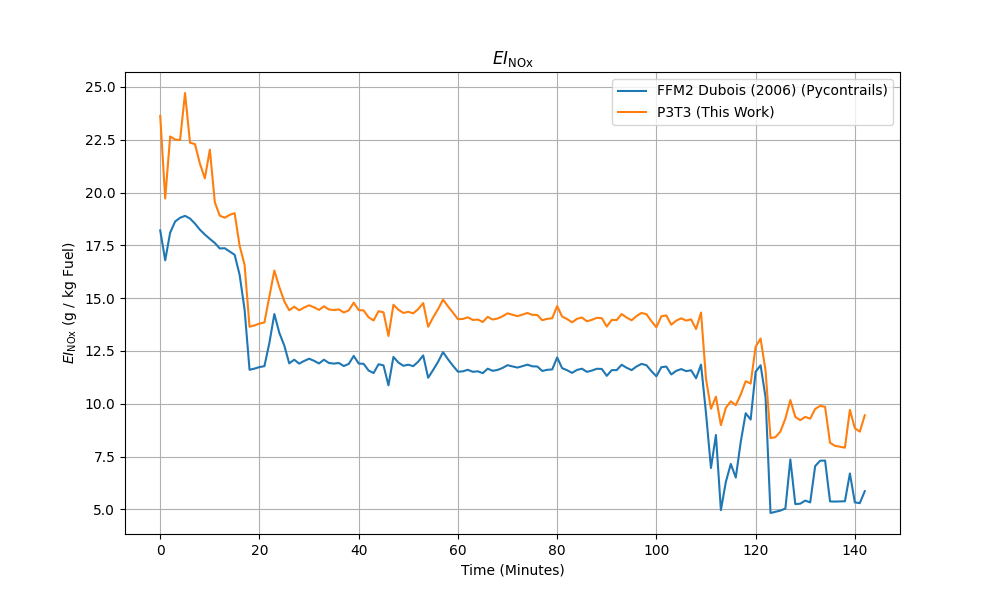 EI_NOx
FFM2 Dubois (2006) (Pycontrails)
P3T3 (This Work)
EI_NOx (g / kg Fuel)
25.0
22.5
20.0
17.5
15.0
12.5
10.0
7.5
5.0
0 20 40 60 80 100 120 140
Time (Minutes)